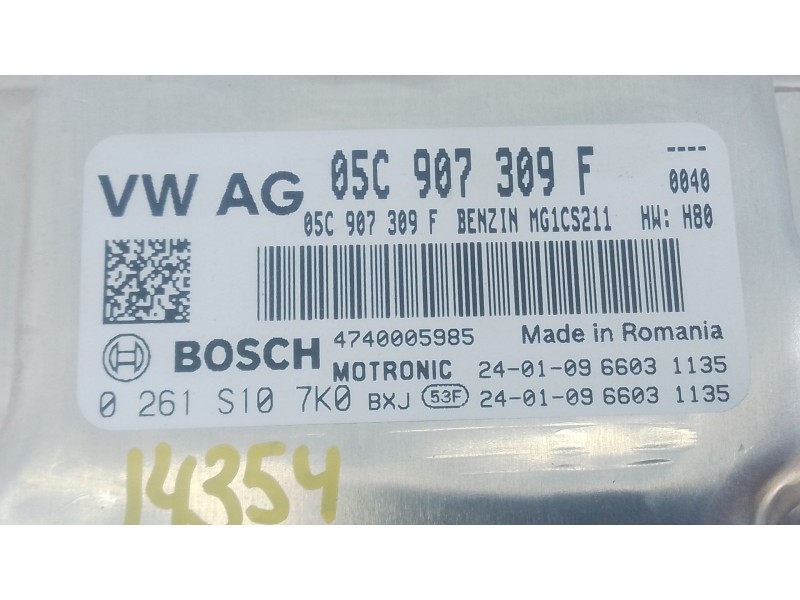 VW AG 05C 907 309 F ----
0040
05C 907 309 F BENZIN MG1CS211 HW: H80
4740005985 Made in Romania
BOSCH MOTRONIC 24-01-09 6603 1135
0 261 S10 7K0 BXJ 53F 24-01-09 6603 1135
14354